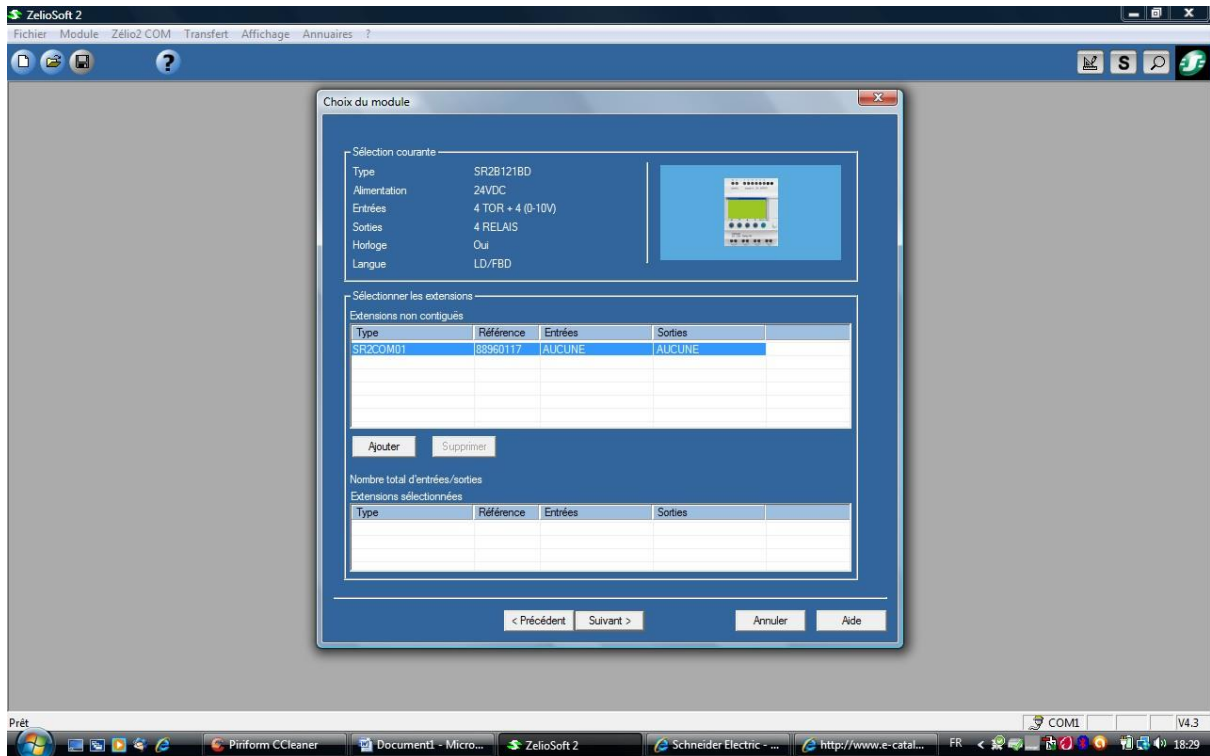 ZelioSoft 2
Fichier Module Zélio2 COM Transfert Affichage Annuaires ?
?
S
Choix du module
Sélection courante
Type SR2B121BD
Alimentation 24VDC
Entrées 4 TOR + 4 (0-10V)
Sorties 4 RELAIS
Horloge Oui
Langue LD/FBD
Sélectionner les extensions
Extensions non contiguës
Type Référence Entrées Sorties
SR2COM01 88960117 AUCUNE AUCUNE
Ajouter Supprimer
Nombre total d'entrées/sorties
Extensions sélectionnées
Type Référence Entrées Sorties
< Précédent Suivant > Annuler Aide
Prêt COM1 V4.3
Piriform CCleaner Document1 - Micro... ZelioSoft 2 Schneider Electric - ... http://www.e-catal... FR < 18:29